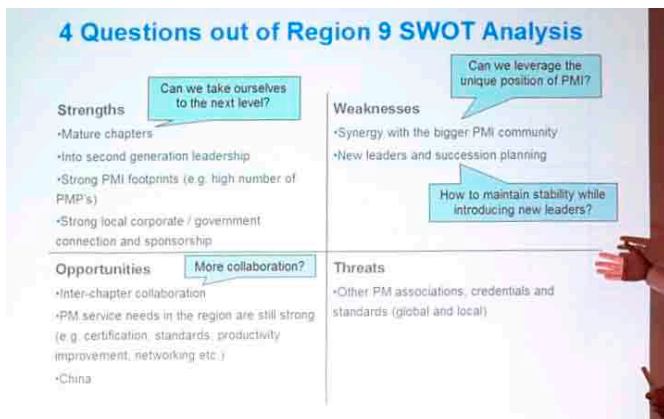 4 Questions out of Region 9 SWOT Analysis
Can we take ourselves
to the next level?
Strengths
•Mature chapters
•Into second generation leadership
•Strong PMI footprints (e.g. high number of
PMP's)
•Strong local corporate / government
connection and sponsorship
Can we leverage the
unique position of PMI?
Weaknesses
•Synergy with the bigger PMI community
•New leaders and succession planning
How to maintain stability while
introducing new leaders?
Opportunities
More collaboration?
•Inter-chapter collaboration
•PM service needs in the region are still strong
(e.g. certification, standards, productivity
improvement, networking etc.)
•China
Threats
•Other PM associations, credentials and
standards (global and local)